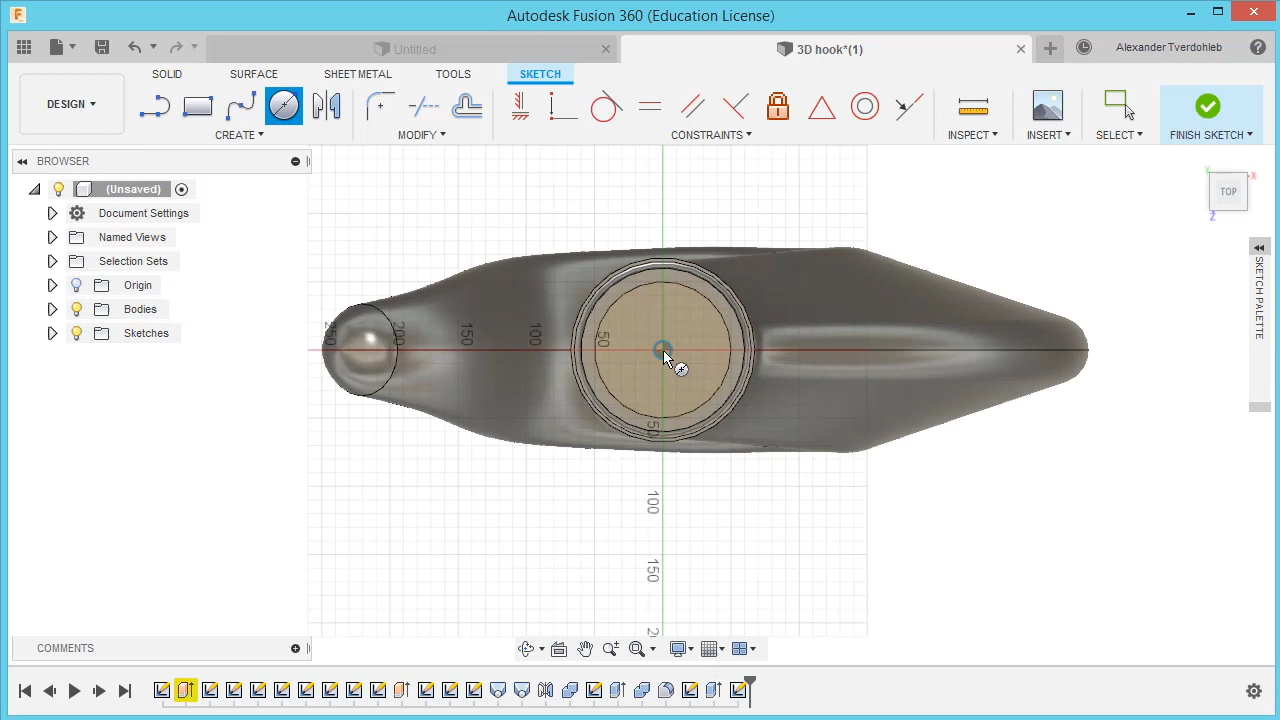 Autodesk Fusion 360 (Education License)
Untitled
3D hook*(1)
Alexander Tverdohleb
DESIGN
SOLID
SURFACE
SHEET METAL
TOOLS
SKETCH
CREATE
MODIFY
CONSTRAINTS
INSPECT
INSERT
SELECT
FINISH SKETCH
BROWSER
(Unsaved)
Document Settings
Named Views
Selection Sets
Origin
Bodies
Sketches
Y
X
TOP
Z
SKETCH PALETTE
250 200 150 100 50
50
100
150
2
COMMENTS